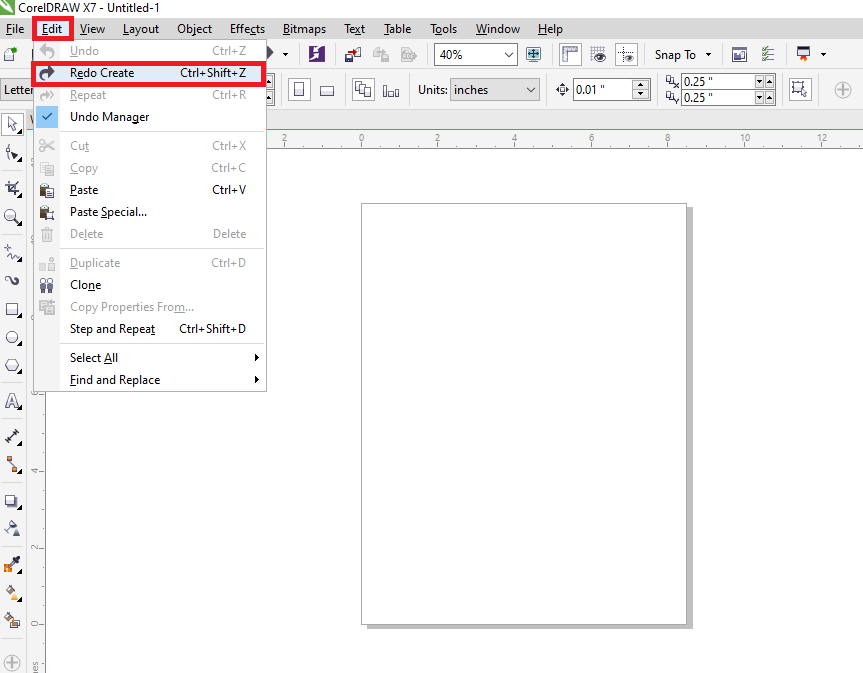 CorelDRAW X7 - Untitled-1
File Edit View Layout Object Effects Bitmaps Text Table Tools Window Help
Undo Ctrl+Z
40% Snap To
Redo Create Ctrl+Shift+Z
Letter
Repeat Ctrl+R
Units: inches 0.01 " 0.25 "
0.25 "
Undo Manager
Cut Ctrl+X
2 0 2 4 6 8 10 12
Copy Ctrl+C
Paste Ctrl+V
Paste Special...
Delete Delete
Duplicate Ctrl+D
Clone
Copy Properties From...
Step and Repeat Ctrl+Shift+D
Select All
Find and Replace
6
4
2
0